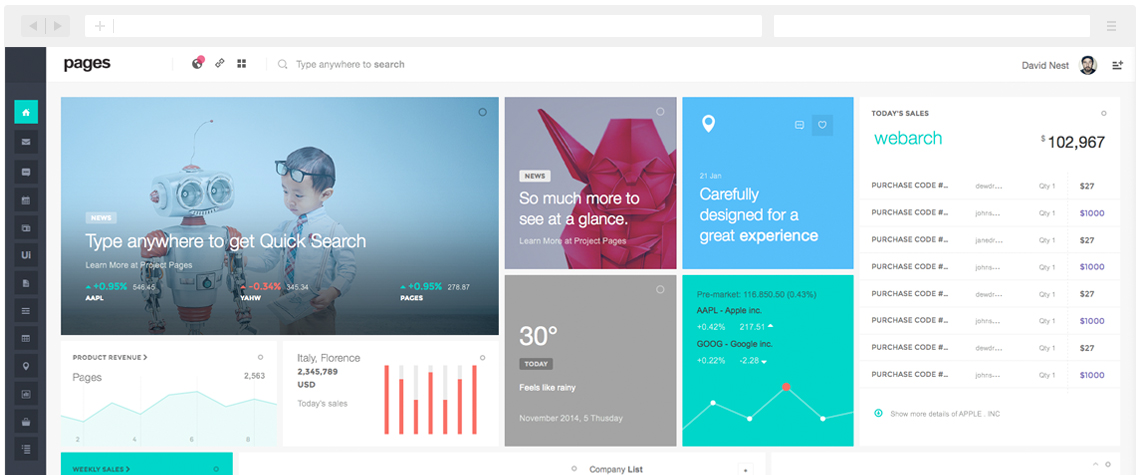 pages
Type anywhere to search
David Nest
Ui
NEWS
Type anywhere to get Quick Search
Learn More at Project Pages
+0.95% 546.45
AAPL
-0.34% 345.34
YAHW
+0.95% 278.87
PAGES
NEWS
So much more to
see at a glance.
Learn More at Project Pages
21 Jan
Carefully
designed for a
great experience
TODAY'S SALES
webarch
$ 102,967
PURCHASE CODE #... dewdr... Qty 1 $27
PURCHASE CODE #... johns... Qty 1 $1000
PURCHASE CODE #... janedr... Qty 1 $27
PURCHASE CODE #... johns... Qty 1 $1000
PURCHASE CODE #... dewdr... Qty 1 $27
PURCHASE CODE #... johns... Qty 1 $1000
PURCHASE CODE #... dewdr... Qty 1 $27
PURCHASE CODE #... johns... Qty 1 $1000
Show more details of APPLE . INC
30°
TODAY
Feels like rainy
November 2014, 5 Thusday
Pre-market: 116,850.50 (0.43%)
AAPL - Apple inc.
+0.42% 217.51
GOOG - Google inc.
+0.22% -2.28
PRODUCT REVENUE
Pages 2,563
2 4 6 8
Italy, Florence
2,345,789
USD
Today's sales
WEEKLY SALES
Company List